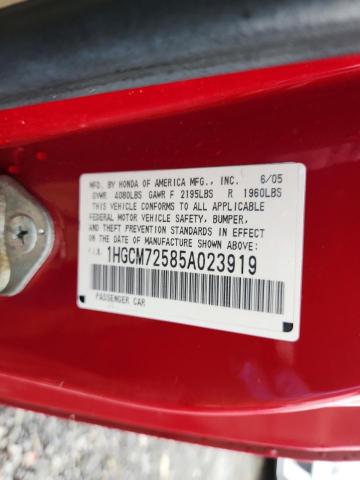 MFD. BY HONDA OF AMERICA MFG., INC. 6/05
GVWR 4080LBS GAWR F 2195LBS R 1960LBS
THIS VEHICLE CONFORMS TO ALL APPLICABLE
FEDERAL MOTOR VEHICLE SAFETY, BUMPER,
AND THEFT PREVENTION STANDARDS IN EFFECT
ON THE DATE OF MANUFACTURE SHOWN ABOVE.
V.I.N. 1HGCM72585A023919
PASSENGER CAR